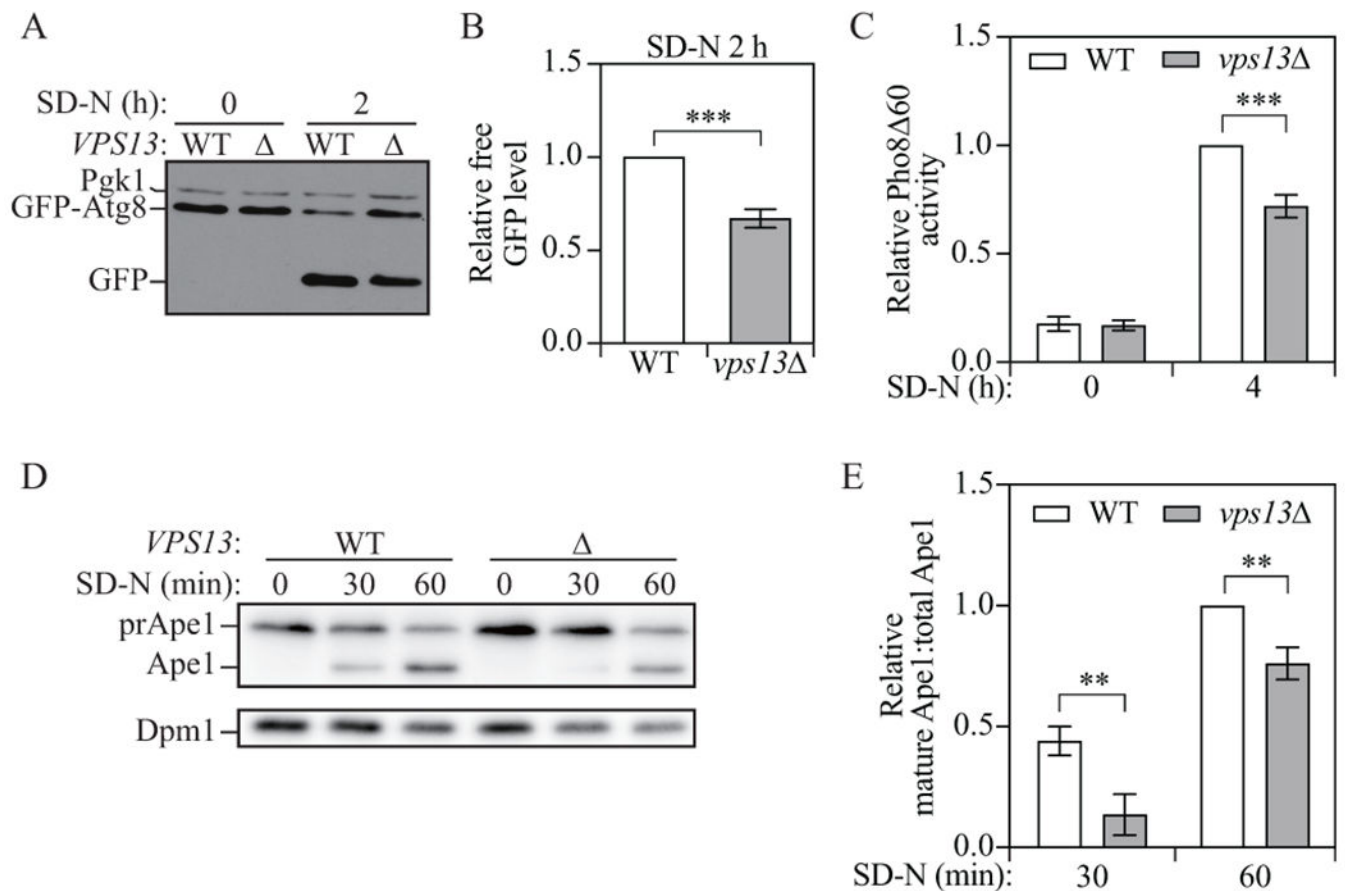 A
SD-N (h): 0 2
VPS13: WT Δ WT Δ
Pgk1
GFP-Atg8
GFP
B
SD-N 2 h
Relative free
GFP level
1.5
***
1.0
0.5
0.0
WT vps13Δ
C
Relative Pho8Δ60
activity
1.5
WT vps13Δ
***
1.0
0.5
0.0
SD-N (h): 0 4
D
VPS13: WT Δ
SD-N (min): 0 30 60 0 30 60
prApe1
Ape1
Dpm1
E
Relative
mature Ape1:total Ape1
1.5
WT vps13Δ
**
1.0
**
0.5
0.0
SD-N (min): 30 60